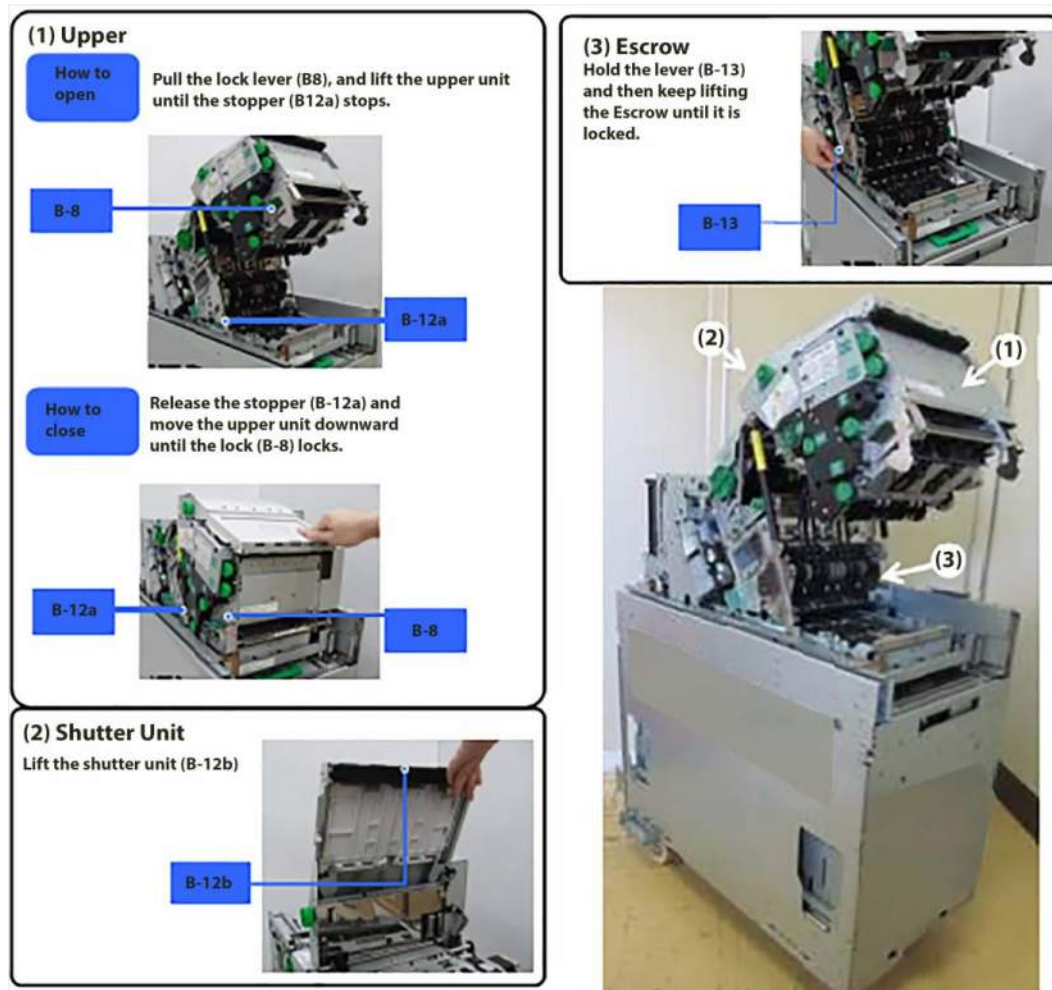 (1) Upper
How to
open
Pull the lock lever (B8), and lift the upper unit
until the stopper (B12a) stops.
B-8
B-12a
How to
close
Release the stopper (B-12a) and
move the upper unit downward
until the lock (B-8) locks.
B-12a
B-8
(2) Shutter Unit
Lift the shutter unit (B-12b)
B-12b
(3) Escrow
Hold the lever (B-13)
and then keep lifting
the Escrow until it is
locked.
B-13
(2)
(1)
(3)